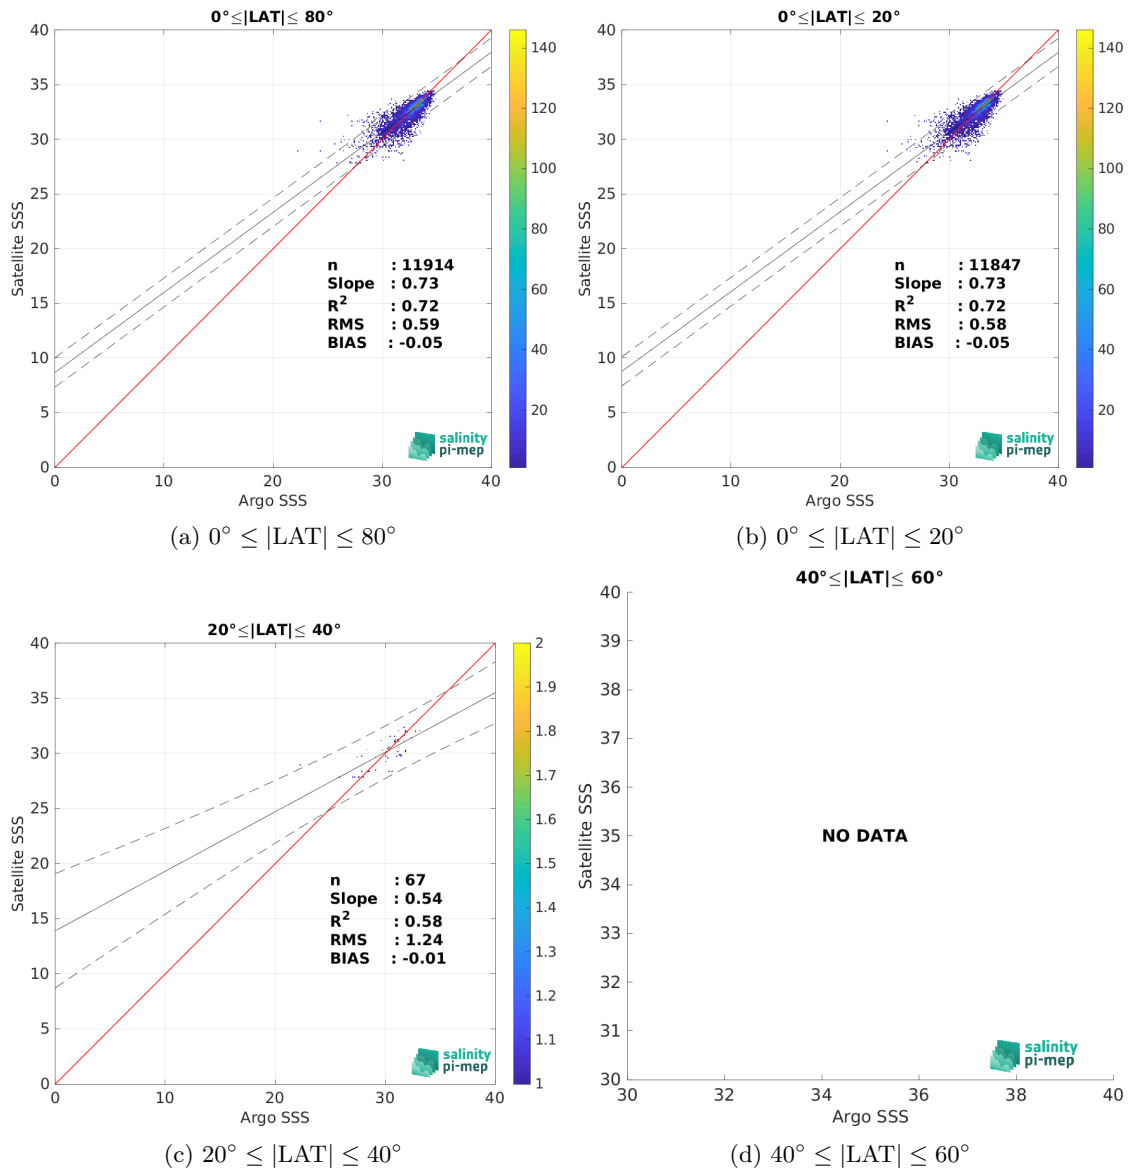 0°≤|LAT|≤ 80°
40
35
30
25
20
15
10
5
0
0
10
20
30
40
Satellite SSS
Argo SSS
n : 11914
Slope : 0.73
R² : 0.72
RMS : 0.59
BIAS : -0.05
salinity
pi-mep
140
120
100
80
60
40
20
(a) 0° ≤ |LAT| ≤ 80°
0°≤|LAT|≤ 20°
40
35
30
25
20
15
10
5
0
0
10
20
30
40
Satellite SSS
Argo SSS
n : 11847
Slope : 0.73
R² : 0.72
RMS : 0.58
BIAS : -0.05
salinity
pi-mep
140
120
100
80
60
40
20
(b) 0° ≤ |LAT| ≤ 20°
20°≤|LAT|≤ 40°
40
35
30
25
20
15
10
5
0
0
10
20
30
40
Satellite SSS
Argo SSS
n : 67
Slope : 0.54
R² : 0.58
RMS : 1.24
BIAS : -0.01
salinity
pi-mep
2
1.9
1.8
1.7
1.6
1.5
1.4
1.3
1.2
1.1
1
(c) 20° ≤ |LAT| ≤ 40°
40°≤|LAT|≤ 60°
40
39
38
37
36
35
34
33
32
31
30
30
32
34
36
38
40
Satellite SSS
Argo SSS
NO DATA
salinity
pi-mep
(d) 40° ≤ |LAT| ≤ 60°